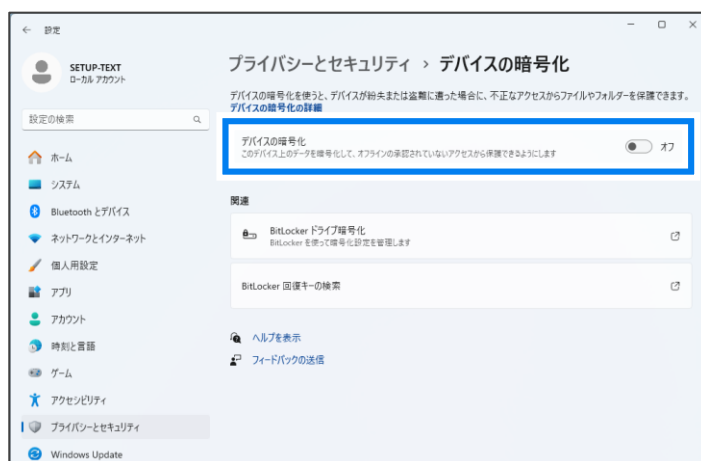 ← 設定
SETUP-TEXT
ローカル アカウント
設定の検索
ホーム
システム
Bluetooth とデバイス
ネットワークとインターネット
個人用設定
アプリ
アカウント
時刻と言語
ゲーム
アクセシビリティ
プライバシーとセキュリティ
Windows Update
プライバシーとセキュリティ › デバイスの暗号化
デバイスの暗号化を使うと、デバイスが紛失または盗難に遭った場合に、不正なアクセスからファイルやフォルダーを保護できます。
デバイスの暗号化の詳細
デバイスの暗号化
このデバイス上のデータを暗号化して、オフラインの承認されていないアクセスから保護できるようにします
オフ
関連
BitLocker ドライブ暗号化
BitLocker を使って暗号化設定を管理します
BitLocker 回復キーの検索
ヘルプを表示
フィードバックの送信